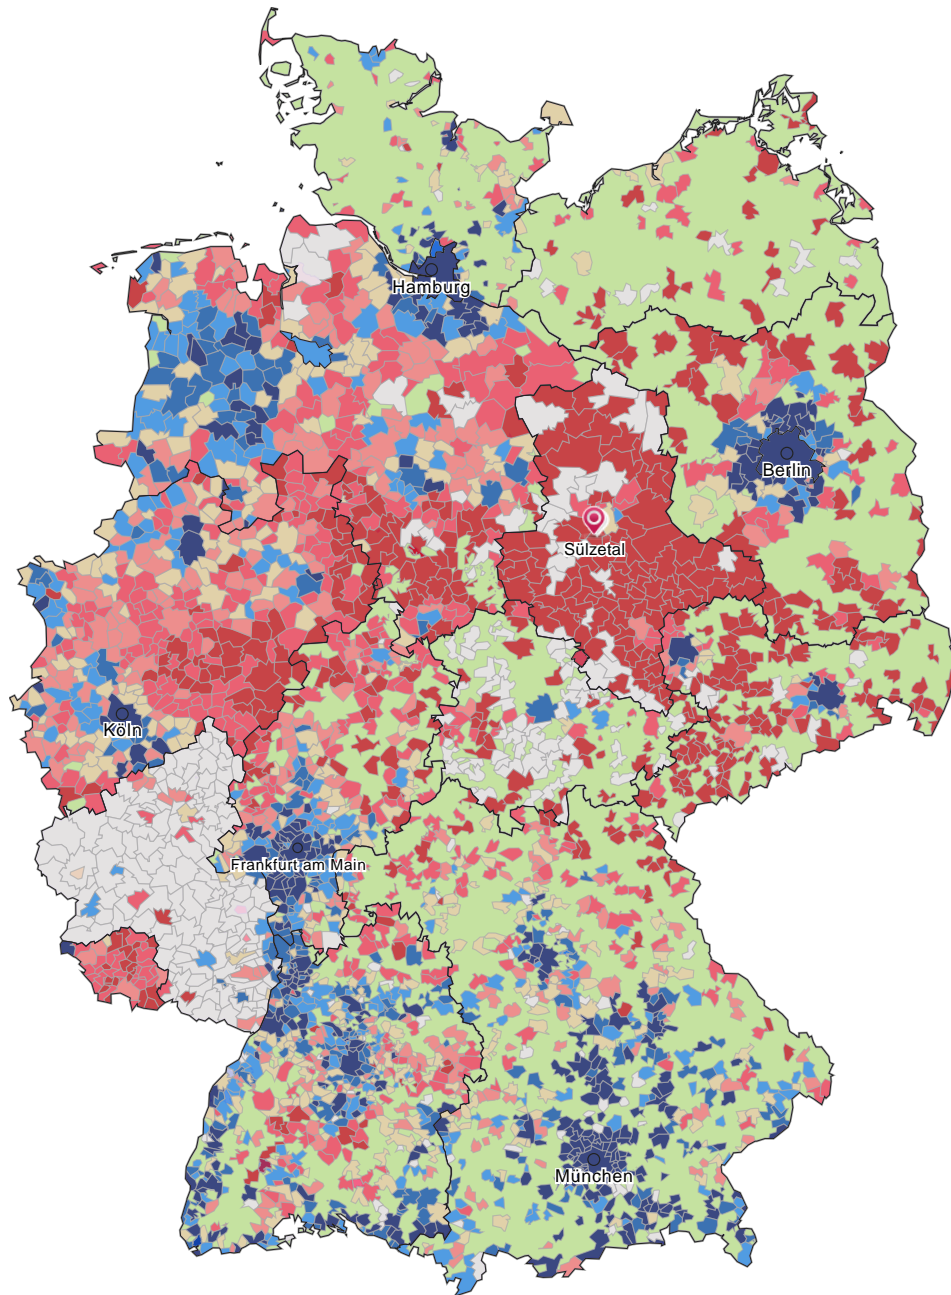 Hamburg
Berlin
Sülzetal
Köln
Frankfurt am Main
München